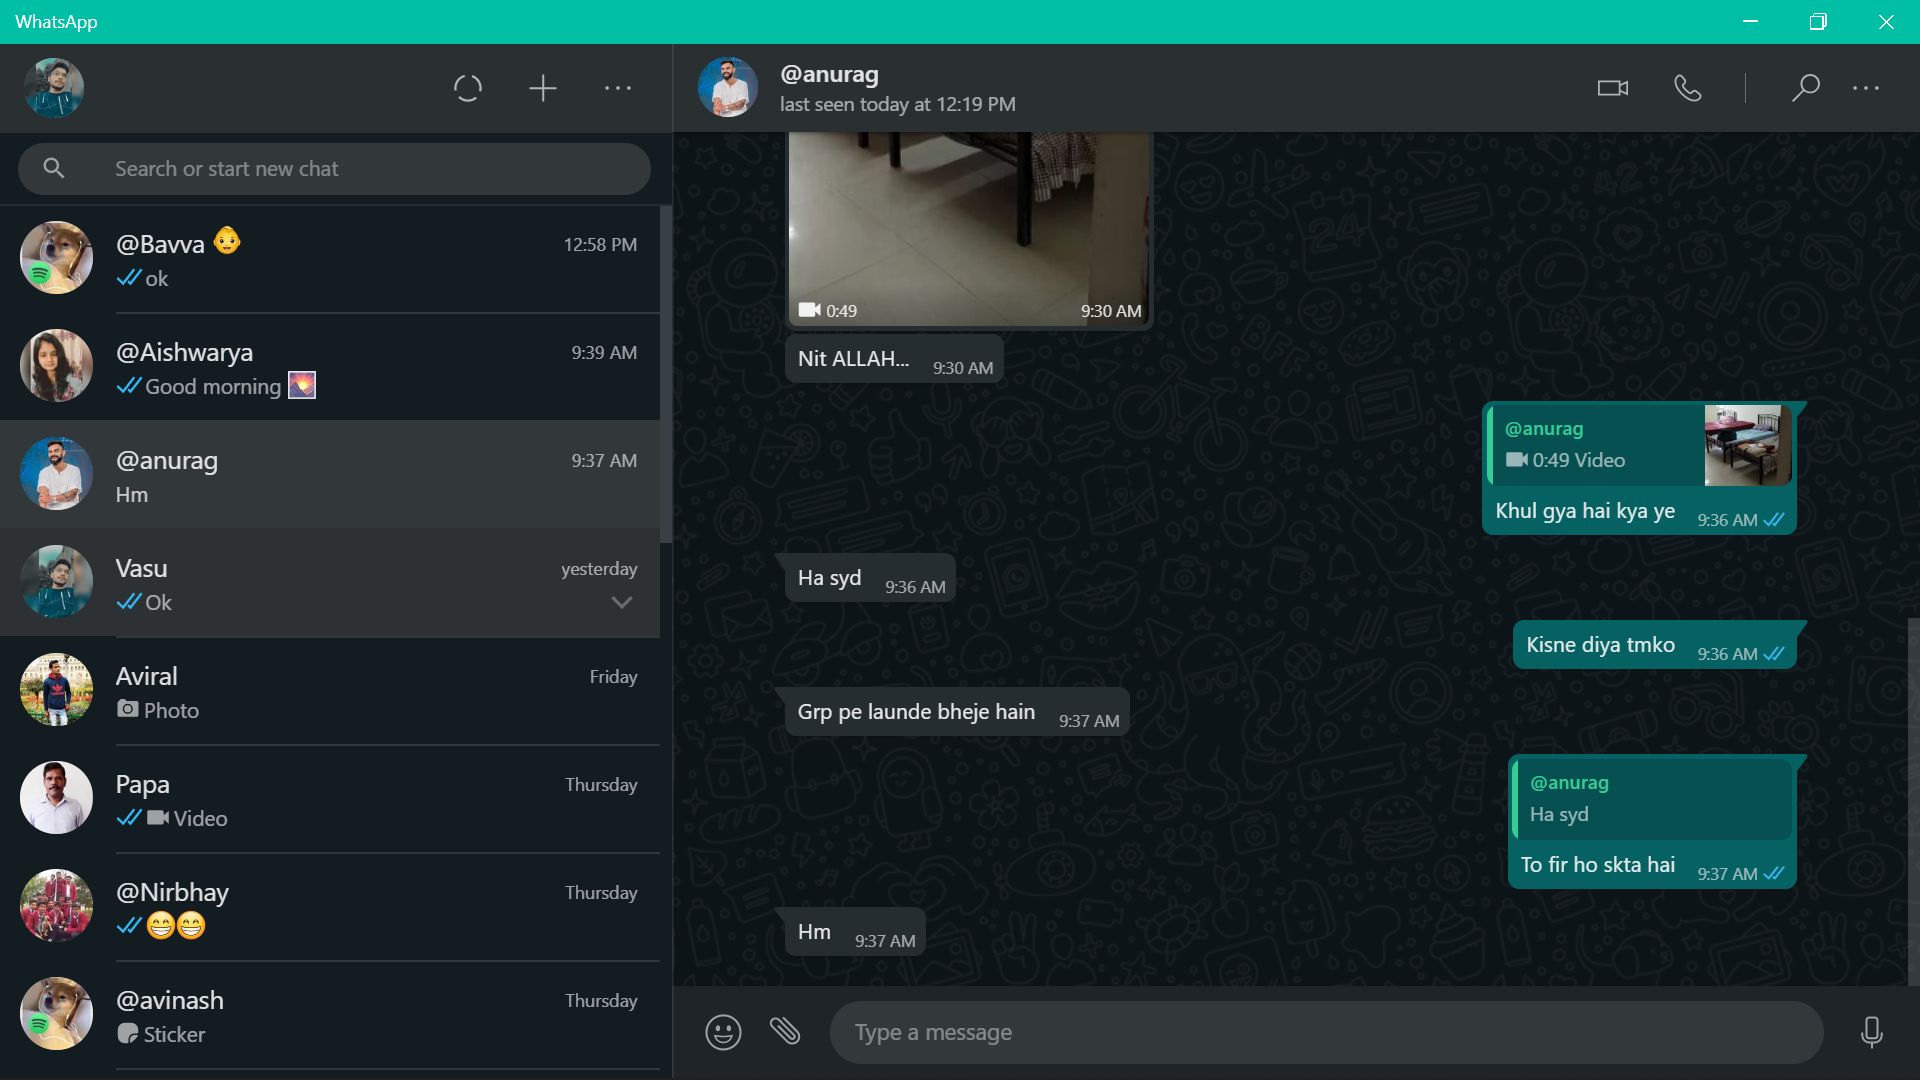 WhatsApp
Search or start new chat
@Bavva 👶 12:58 PM
ok
@Aishwarya 9:39 AM
Good morning 🌄
@anurag 9:37 AM
Hm
Vasu yesterday
Ok
Aviral Friday
Photo
Papa Thursday
Video
@Nirbhay Thursday
😁😁
@avinash Thursday
Sticker
@anurag
last seen today at 12:19 PM
0:49 9:30 AM
Nit ALLAH... 9:30 AM
@anurag
0:49 Video
Khul gya hai kya ye 9:36 AM
Ha syd 9:36 AM
Kisne diya tmko 9:36 AM
Grp pe launde bheje hain 9:37 AM
@anurag
Ha syd
To fir ho skta hai 9:37 AM
Hm 9:37 AM
Type a message